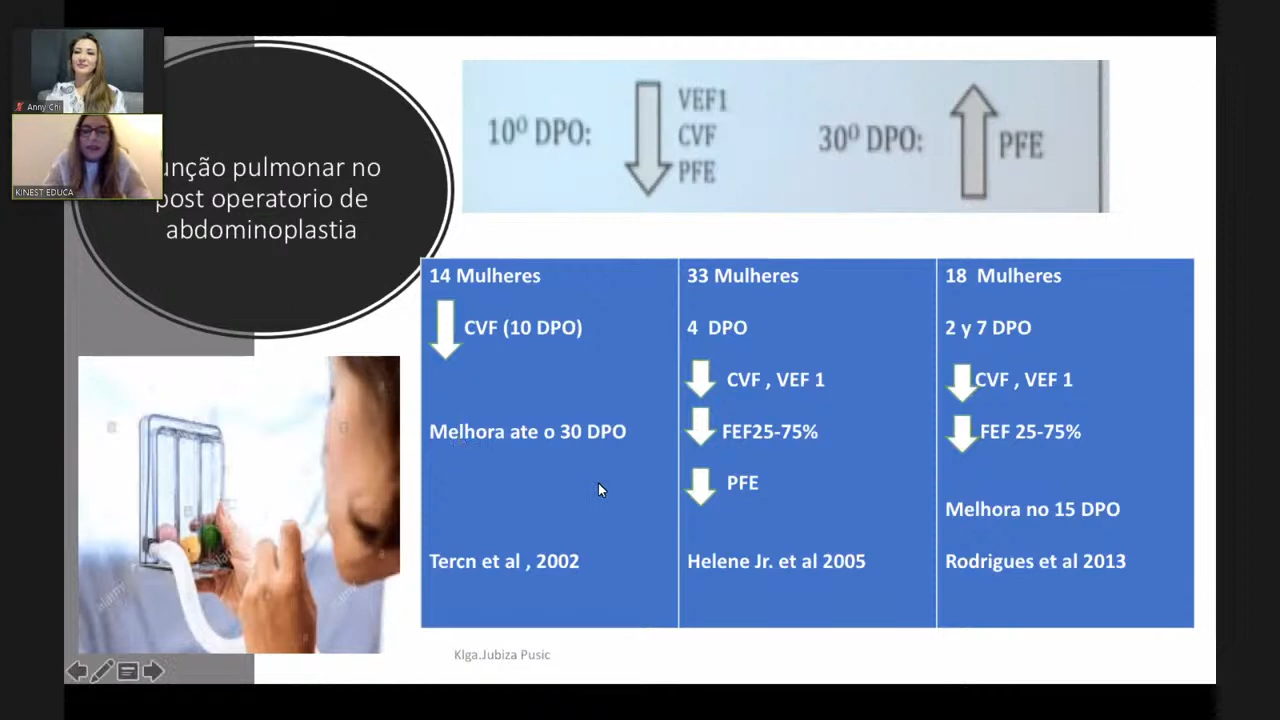 Anny Chi
KINEST EDUCA
unção pulmonar no
post operatorio de
abdominoplastia
10º DPO:
VEF1
CVF
PFE
30º DPO:
PFE
14 Mulheres
CVF (10 DPO)
Melhora ate o 30 DPO
Tercn et al , 2002
33 Mulheres
4 DPO
CVF , VEF 1
FEF25-75%
PFE
Helene Jr. et al 2005
18 Mulheres
2 y 7 DPO
CVF , VEF 1
FEF 25-75%
Melhora no 15 DPO
Rodrigues et al 2013
alamy
Klga.Jubiza Pusic